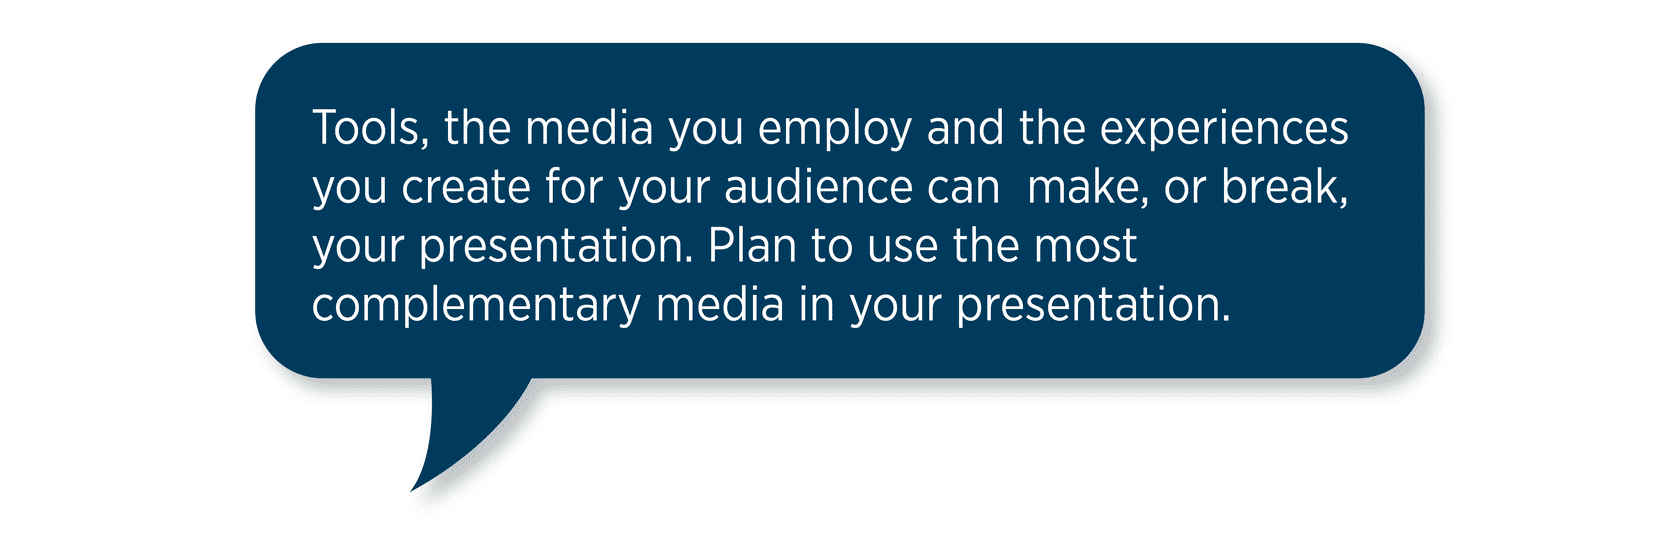 Tools, the media you employ and the experiences
you create for your audience can  make, or break,
your presentation. Plan to use the most
complementary media in your presentation.